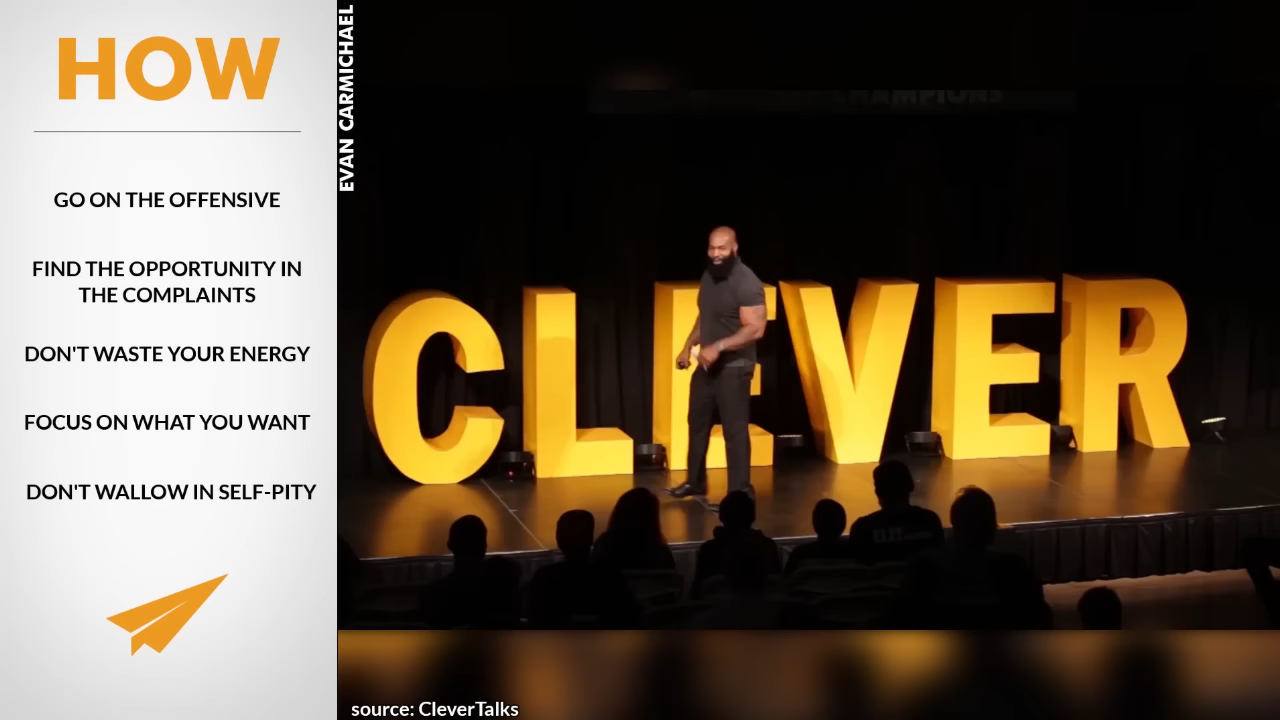 HOW
GO ON THE OFFENSIVE
FIND THE OPPORTUNITY IN
THE COMPLAINTS
DON'T WASTE YOUR ENERGY
FOCUS ON WHAT YOU WANT
DON'T WALLOW IN SELF-PITY
EVAN CARMICHAEL
CHAMPIONS
CLEVER
source: CleverTalks